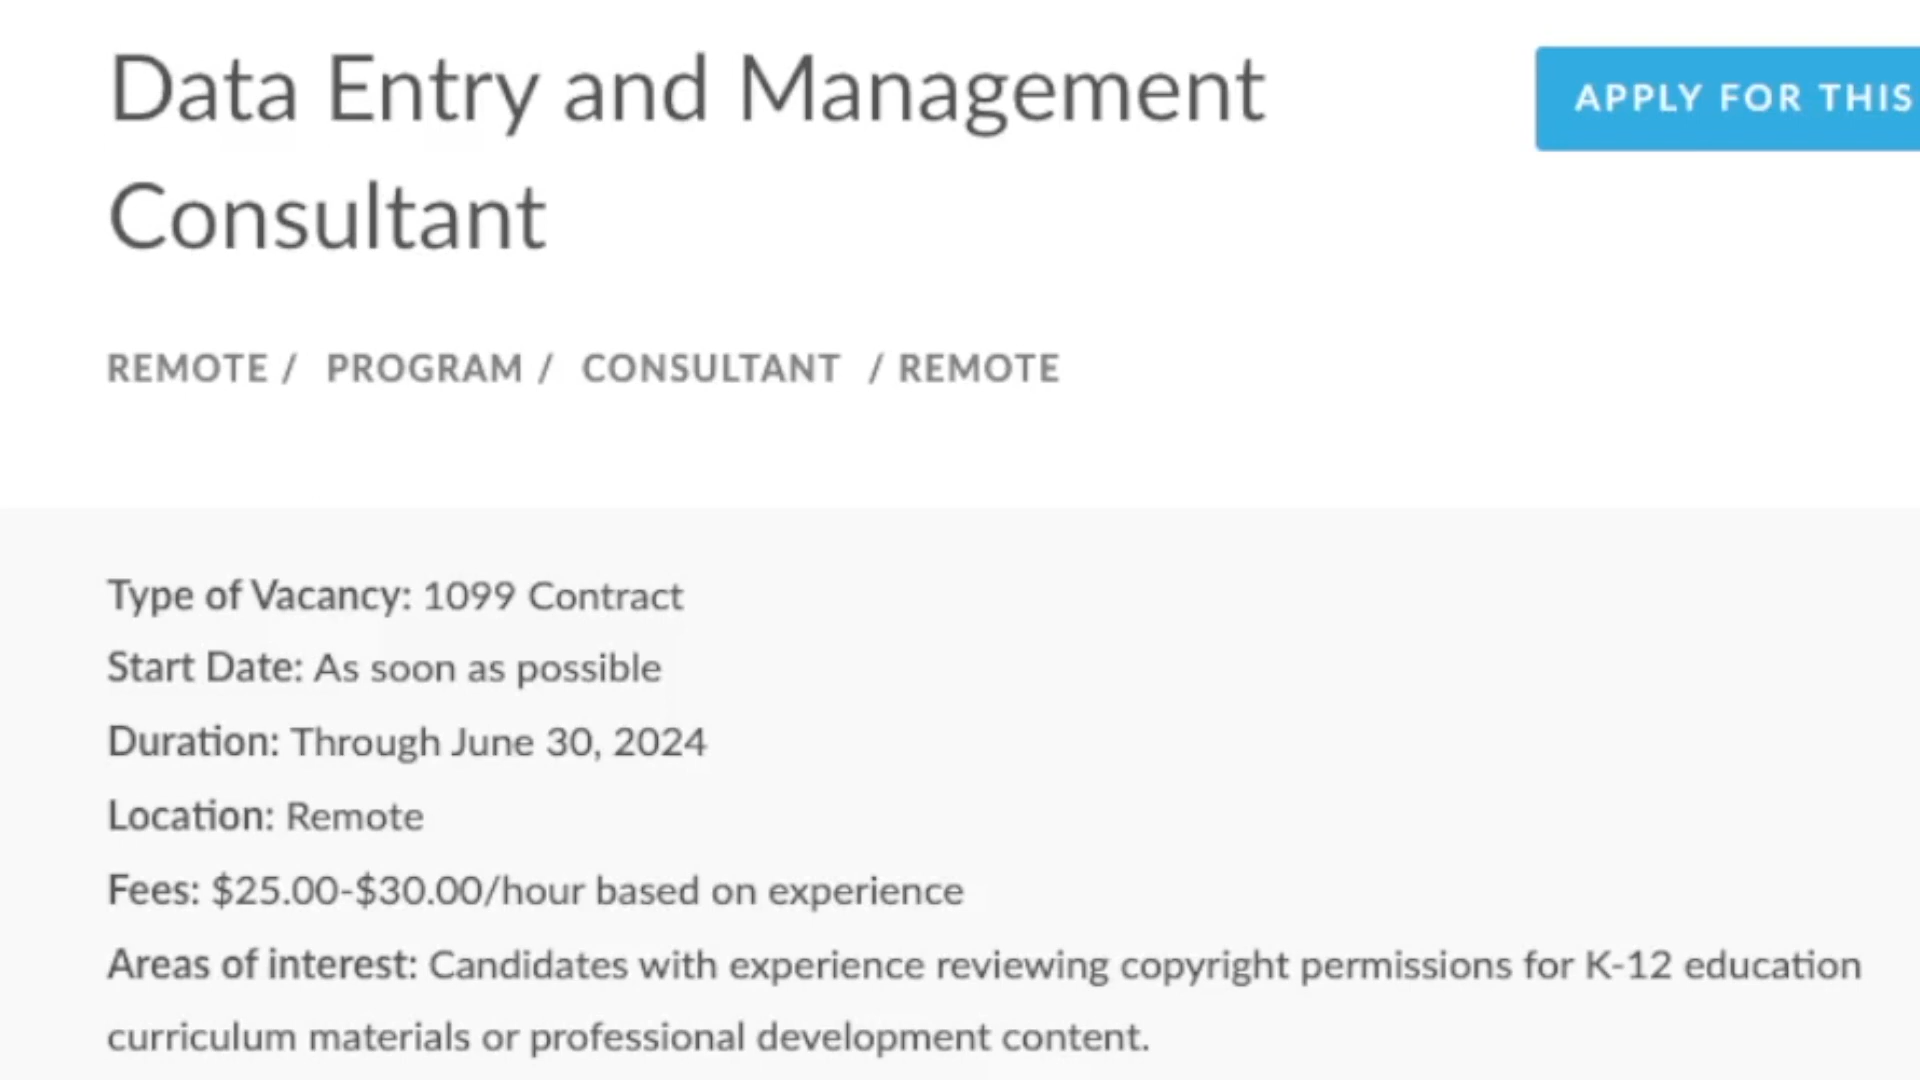 Data Entry and Management
Consultant
APPLY FOR THIS
REMOTE / PROGRAM / CONSULTANT / REMOTE
Type of Vacancy: 1099 Contract
Start Date: As soon as possible
Duration: Through June 30, 2024
Location: Remote
Fees: $25.00-$30.00/hour based on experience
Areas of interest: Candidates with experience reviewing copyright permissions for K-12 education
curriculum materials or professional development content.